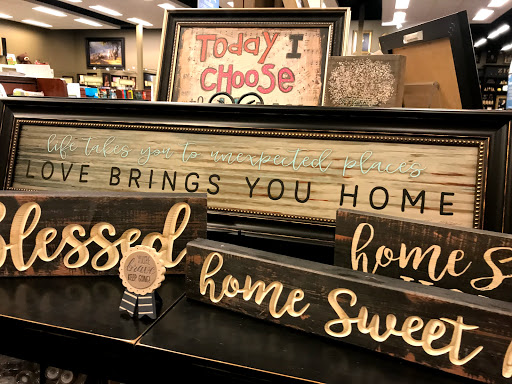 Today I
CHOOSE
life takes you to unexpected places
LOVE BRINGS YOU HOME
Blessed
home s
home sweet h